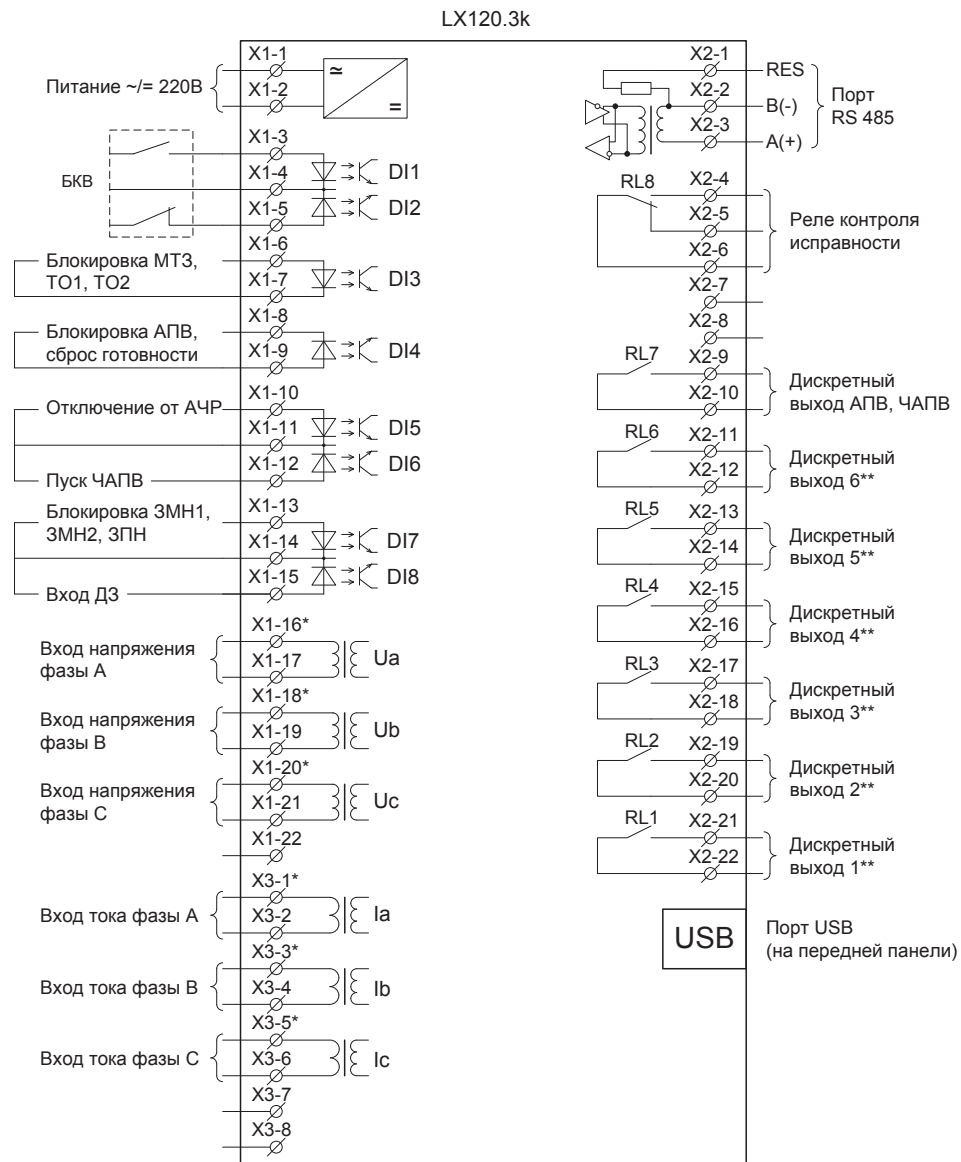 LX120.3k
X1-1
Питание ~/= 220В
X1-2
≃
=
X1-3
БКВ
X1-4
DI1
X1-5
DI2
X1-6
Блокировка МТЗ,
ТО1, ТО2
X1-7
DI3
X1-8
Блокировка АПВ,
сброс готовности
X1-9
DI4
X1-10
Отключение от АЧР
X1-11
DI5
X1-12
DI6
Пуск ЧАПВ
X1-13
Блокировка ЗМН1,
ЗМН2, ЗПН
X1-14
DI7
X1-15
DI8
Вход ДЗ
X1-16*
Вход напряжения
фазы А
X1-17
Ua
X1-18*
Вход напряжения
фазы В
X1-19
Ub
X1-20*
Вход напряжения
фазы С
X1-21
Uc
X1-22
X3-1*
Вход тока фазы А
X3-2
Ia
X3-3*
Вход тока фазы В
X3-4
Ib
X3-5*
Вход тока фазы С
X3-6
Ic
X3-7
X3-8
X2-1
RES
X2-2
B(-)
X2-3
A(+)
Порт
RS 485
RL8
X2-4
X2-5
X2-6
Реле контроля
исправности
X2-7
X2-8
RL7
X2-9
X2-10
Дискретный
выход АПВ, ЧАПВ
RL6
X2-11
X2-12
Дискретный
выход 6**
RL5
X2-13
X2-14
Дискретный
выход 5**
RL4
X2-15
X2-16
Дискретный
выход 4**
RL3
X2-17
X2-18
Дискретный
выход 3**
RL2
X2-19
X2-20
Дискретный
выход 2**
RL1
X2-21
X2-22
Дискретный
выход 1**
USB
Порт USB
(на передней панели)